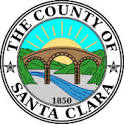 THE COUNTY OF
SANTA CLARA
1850